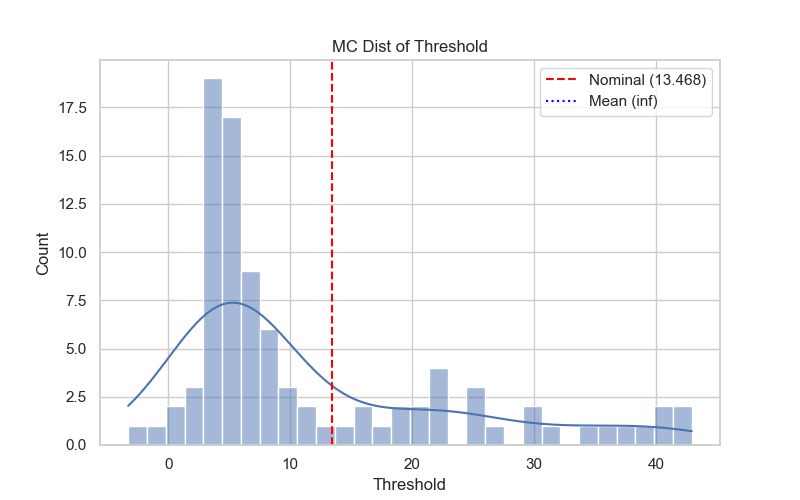 MC Dist of Threshold
Nominal (13.468)
Mean (inf)
17.5
15.0
12.5
10.0
7.5
5.0
2.5
0.0
Count
0 10 20 30 40
Threshold